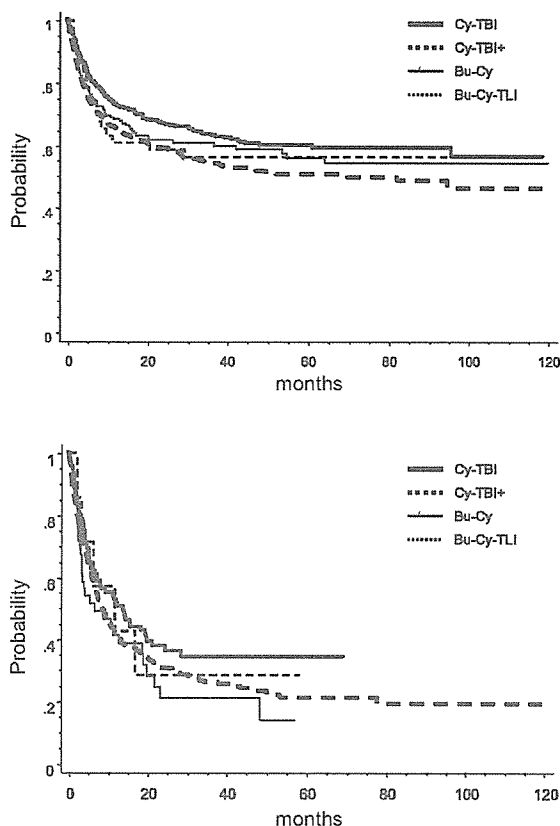 1
.8
.6
.4
.2
0
Probability
0 20 40 60 80 100 120
months
Cy-TBI
Cy-TBI+
Bu-Cy
Bu-Cy-TLI
1
.8
.6
.4
.2
0
Probability
0 20 40 60 80 100 120
months
Cy-TBI
Cy-TBI+
Bu-Cy
Bu-Cy-TLI